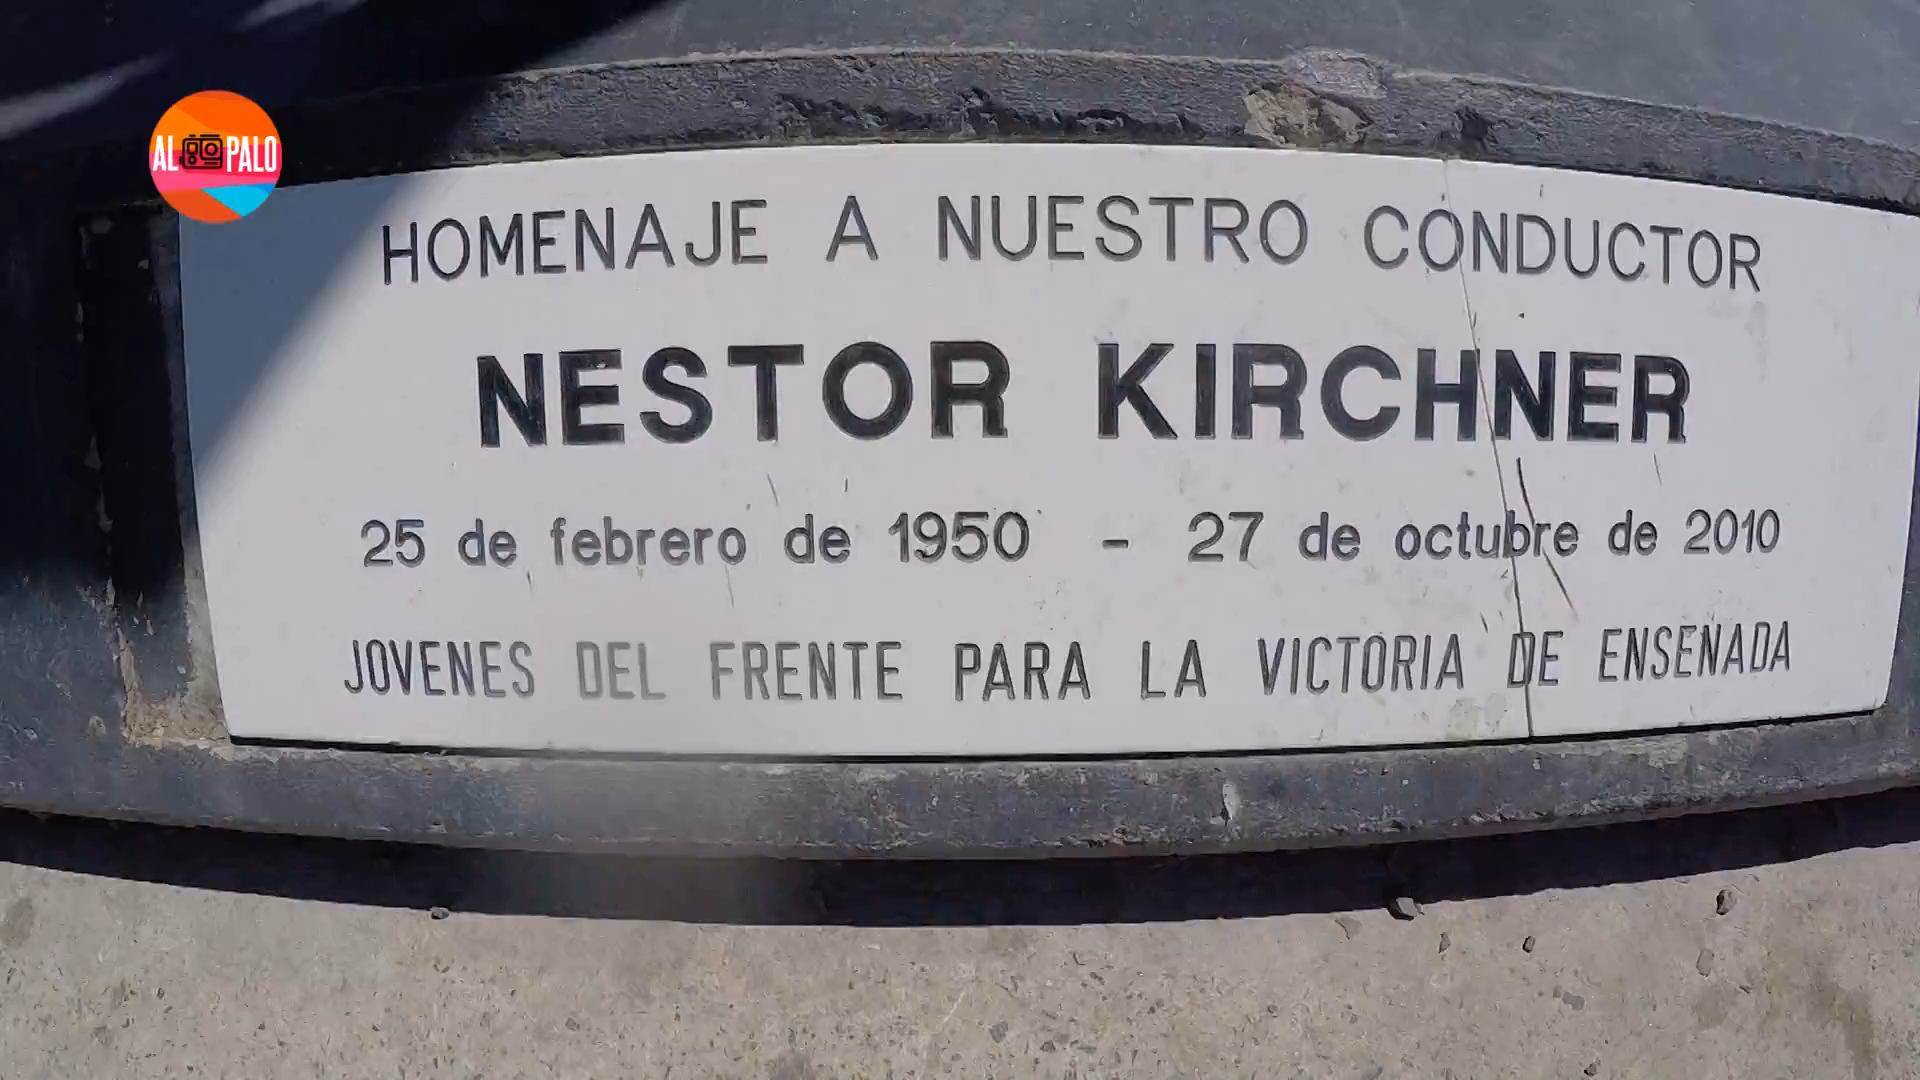 AL PALO
HOMENAJE A NUESTRO CONDUCTOR
NESTOR KIRCHNER
25 de febrero de 1950 - 27 de octubre de 2010
JOVENES DEL FRENTE PARA LA VICTORIA DE ENSENADA